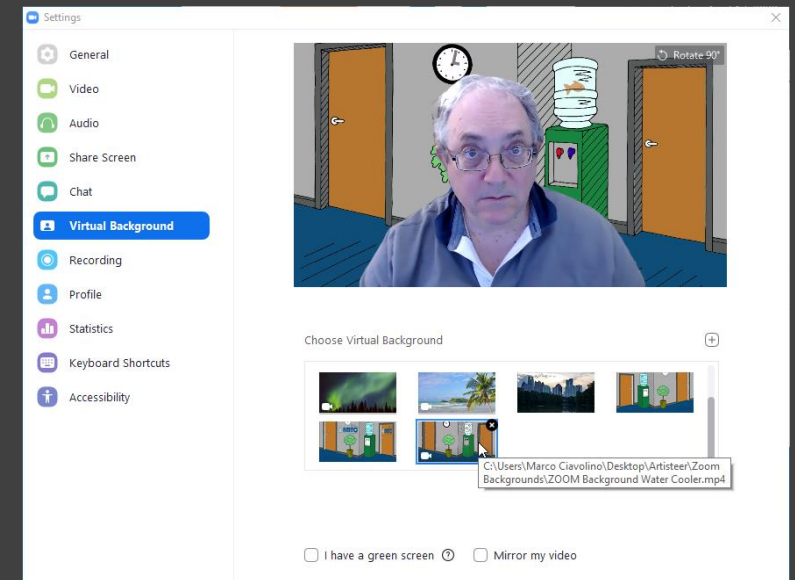 Settings
General
Video
Audio
Share Screen
Chat
Virtual Background
Recording
Profile
Statistics
Keyboard Shortcuts
Accessibility
Rotate 90°
Choose Virtual Background
C:\Users\Marco Ciavolino\Desktop\Artisteer\Zoom
Backgrounds\ZOOM Background Water Cooler.mp4
I have a green screen
Mirror my video